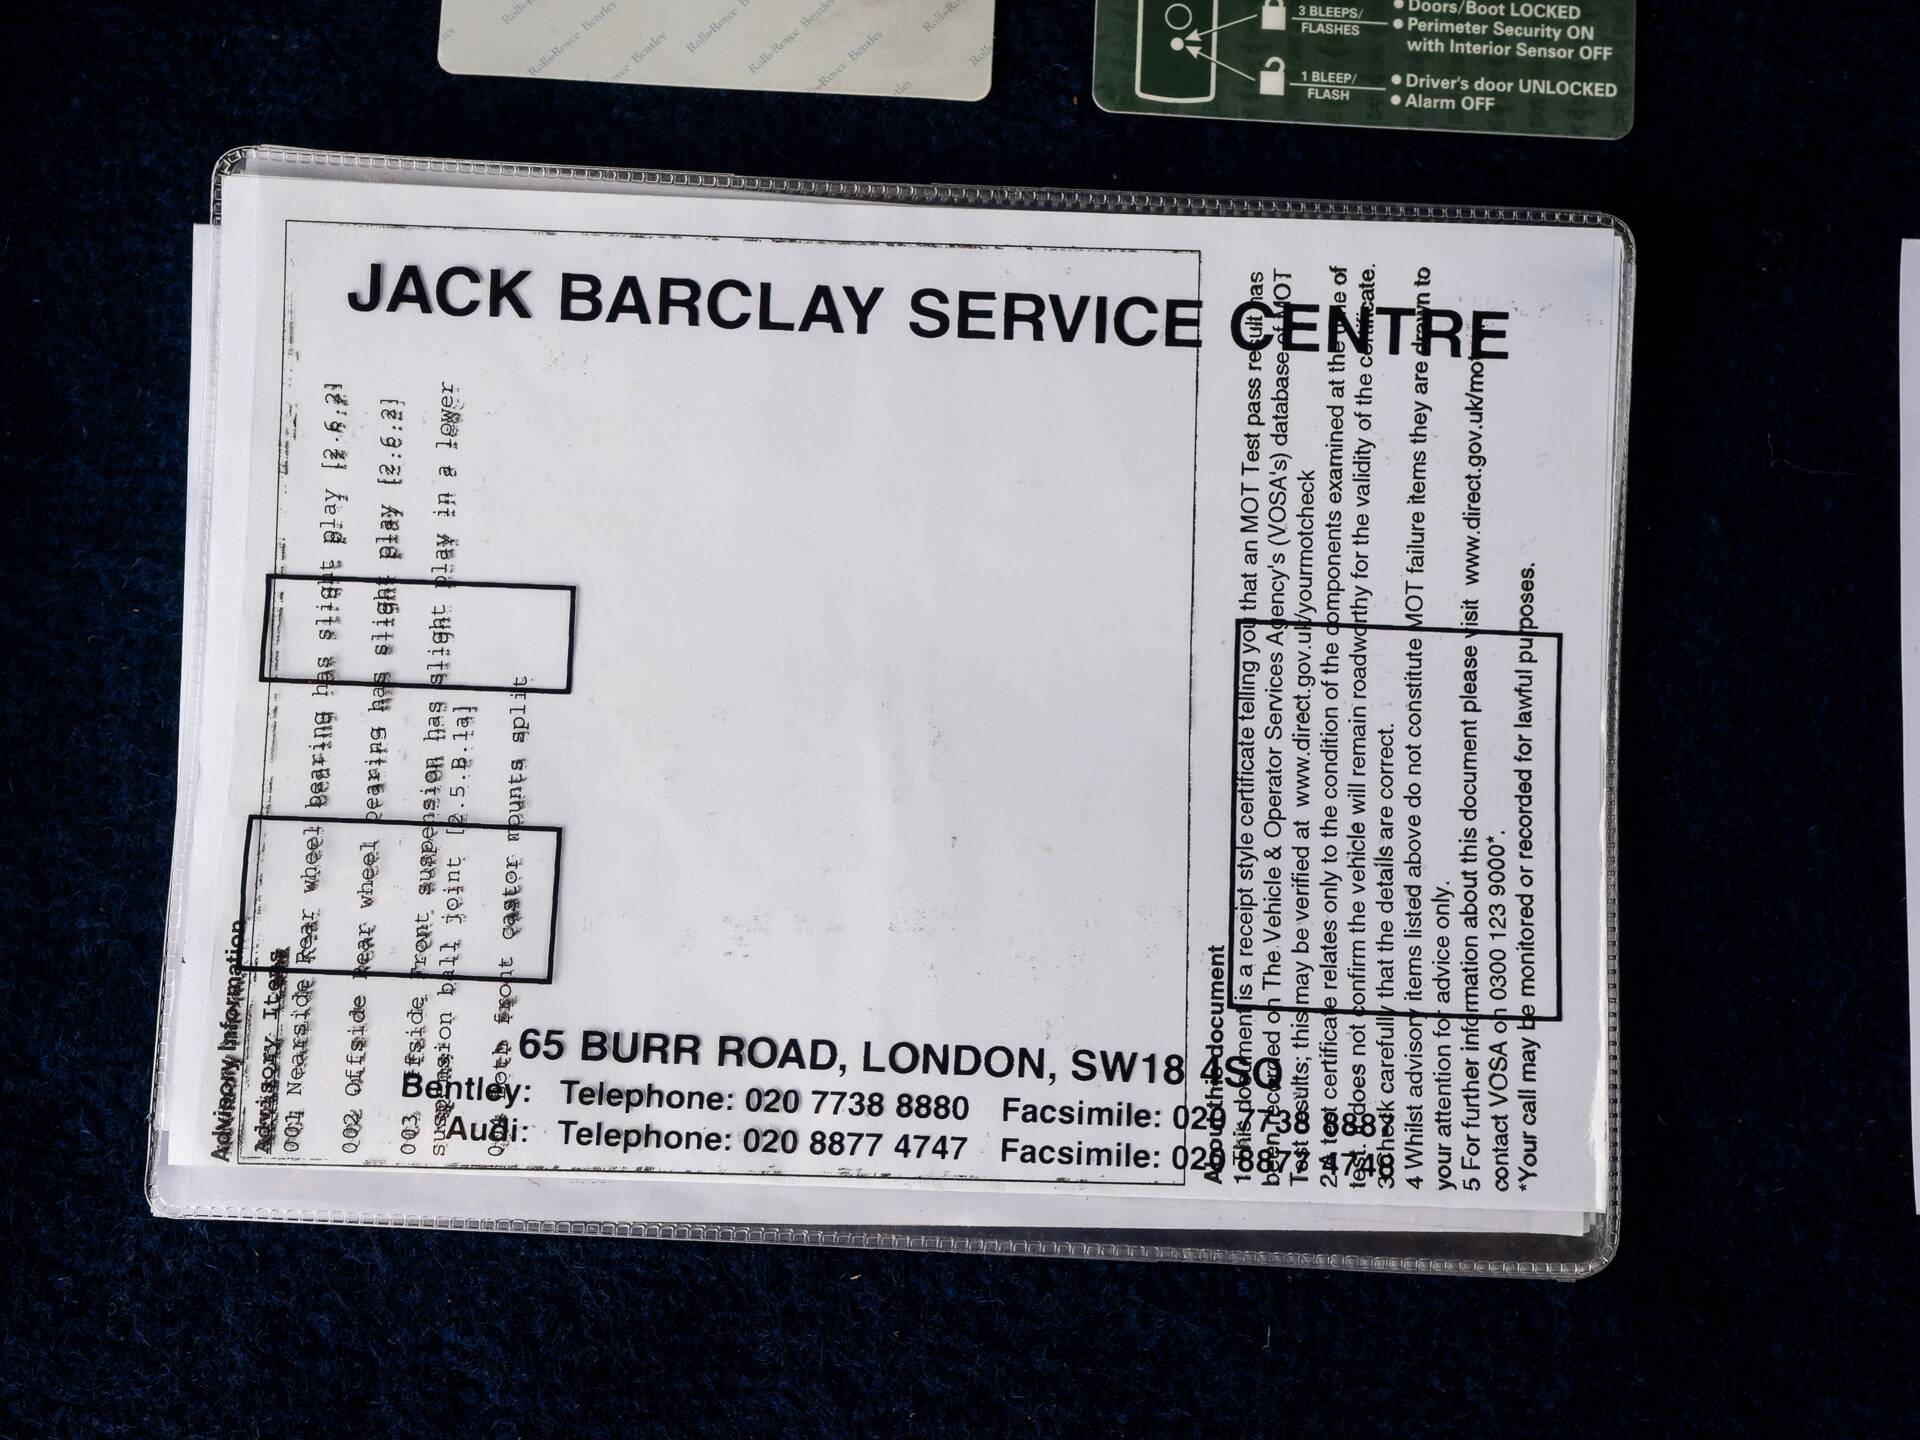 Rolls-Royce Bentley Rolls-Royce Bentley Rolls-Royce Bentley
3 BLEEPS/
FLASHES
• Doors/Boot LOCKED
• Perimeter Security ON
with Interior Sensor OFF
1 BLEEP/
FLASH
• Driver's door UNLOCKED
• Alarm OFF
JACK BARCLAY SERVICE CENTRE
65 BURR ROAD, LONDON, SW18 4SQ
Bentley: Telephone: 020 7738 8880 Facsimile: 020 7738
Audi: Telephone: 020 8877 4747 Facsimile: 020 8877
Advisory Information
Advisory Items
001 Nearside Rear wheel bearing has slight play [2.6.2]
002 Offside Rear wheel bearing has slight play [2.6.2]
003 Offside Front suspension has slight play in a lower
suspension ball joint [2.5.B.1a]
both front castor mounts split
About this document
1 This document is a receipt style certificate telling you that an MOT Test pass result has
been recorded on The Vehicle & Operator Services Agency's (VOSA's) database of MOT
Test results; this may be verified at www.direct.gov.uk/yourmotcheck
2 A test certificate relates only to the condition of the components examined at the time of
test. It does not confirm the vehicle will remain roadworthy for the validity of the certificate.
3 Check carefully that the details are correct.
4 Whilst advisory items listed above do not constitute MOT failure items they are drawn to
your attention for advice only.
5 For further information about this document please visit www.direct.gov.uk/mot
contact VOSA on 0300 123 9000*.
*Your call may be monitored or recorded for lawful purposes.